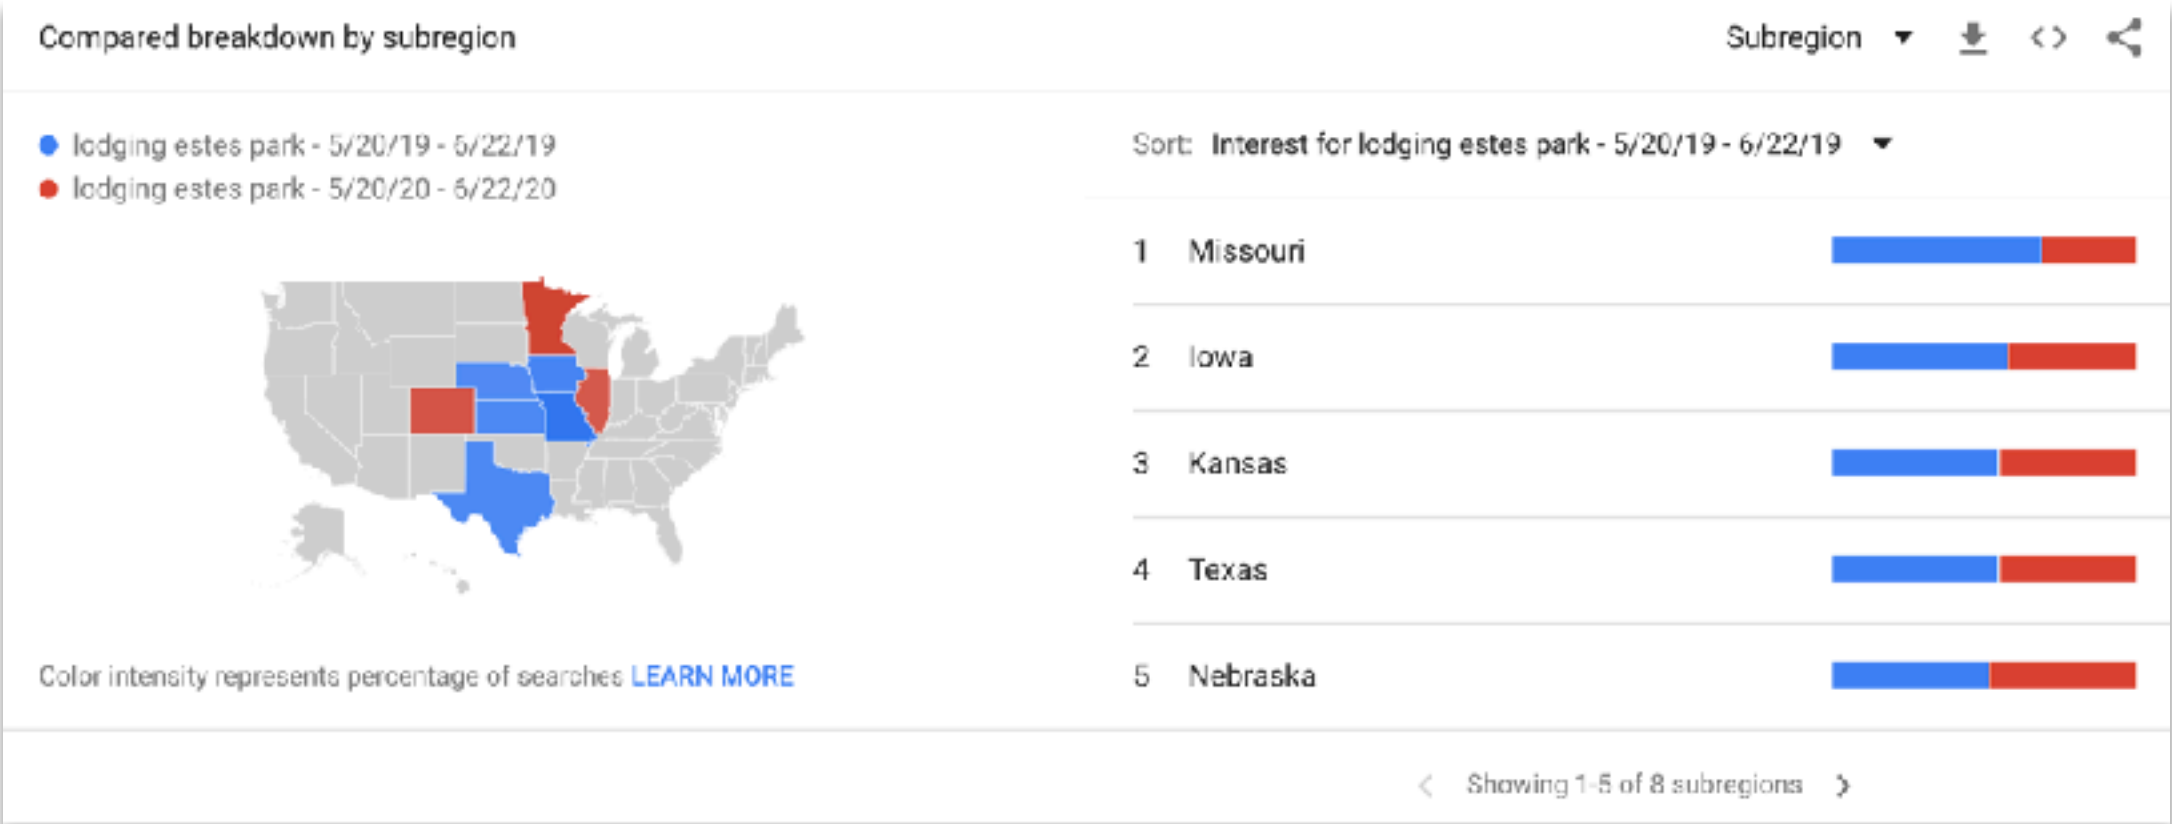 Compared breakdown by subregion
Subregion
lodging estes park - 5/20/19 - 6/22/19
lodging estes park - 5/20/20 - 6/22/20
Sort: Interest for lodging estes park - 5/20/19 - 6/22/19
1 Missouri
2 Iowa
3 Kansas
4 Texas
5 Nebraska
Color intensity represents percentage of searches LEARN MORE
Showing 1-5 of 8 subregions